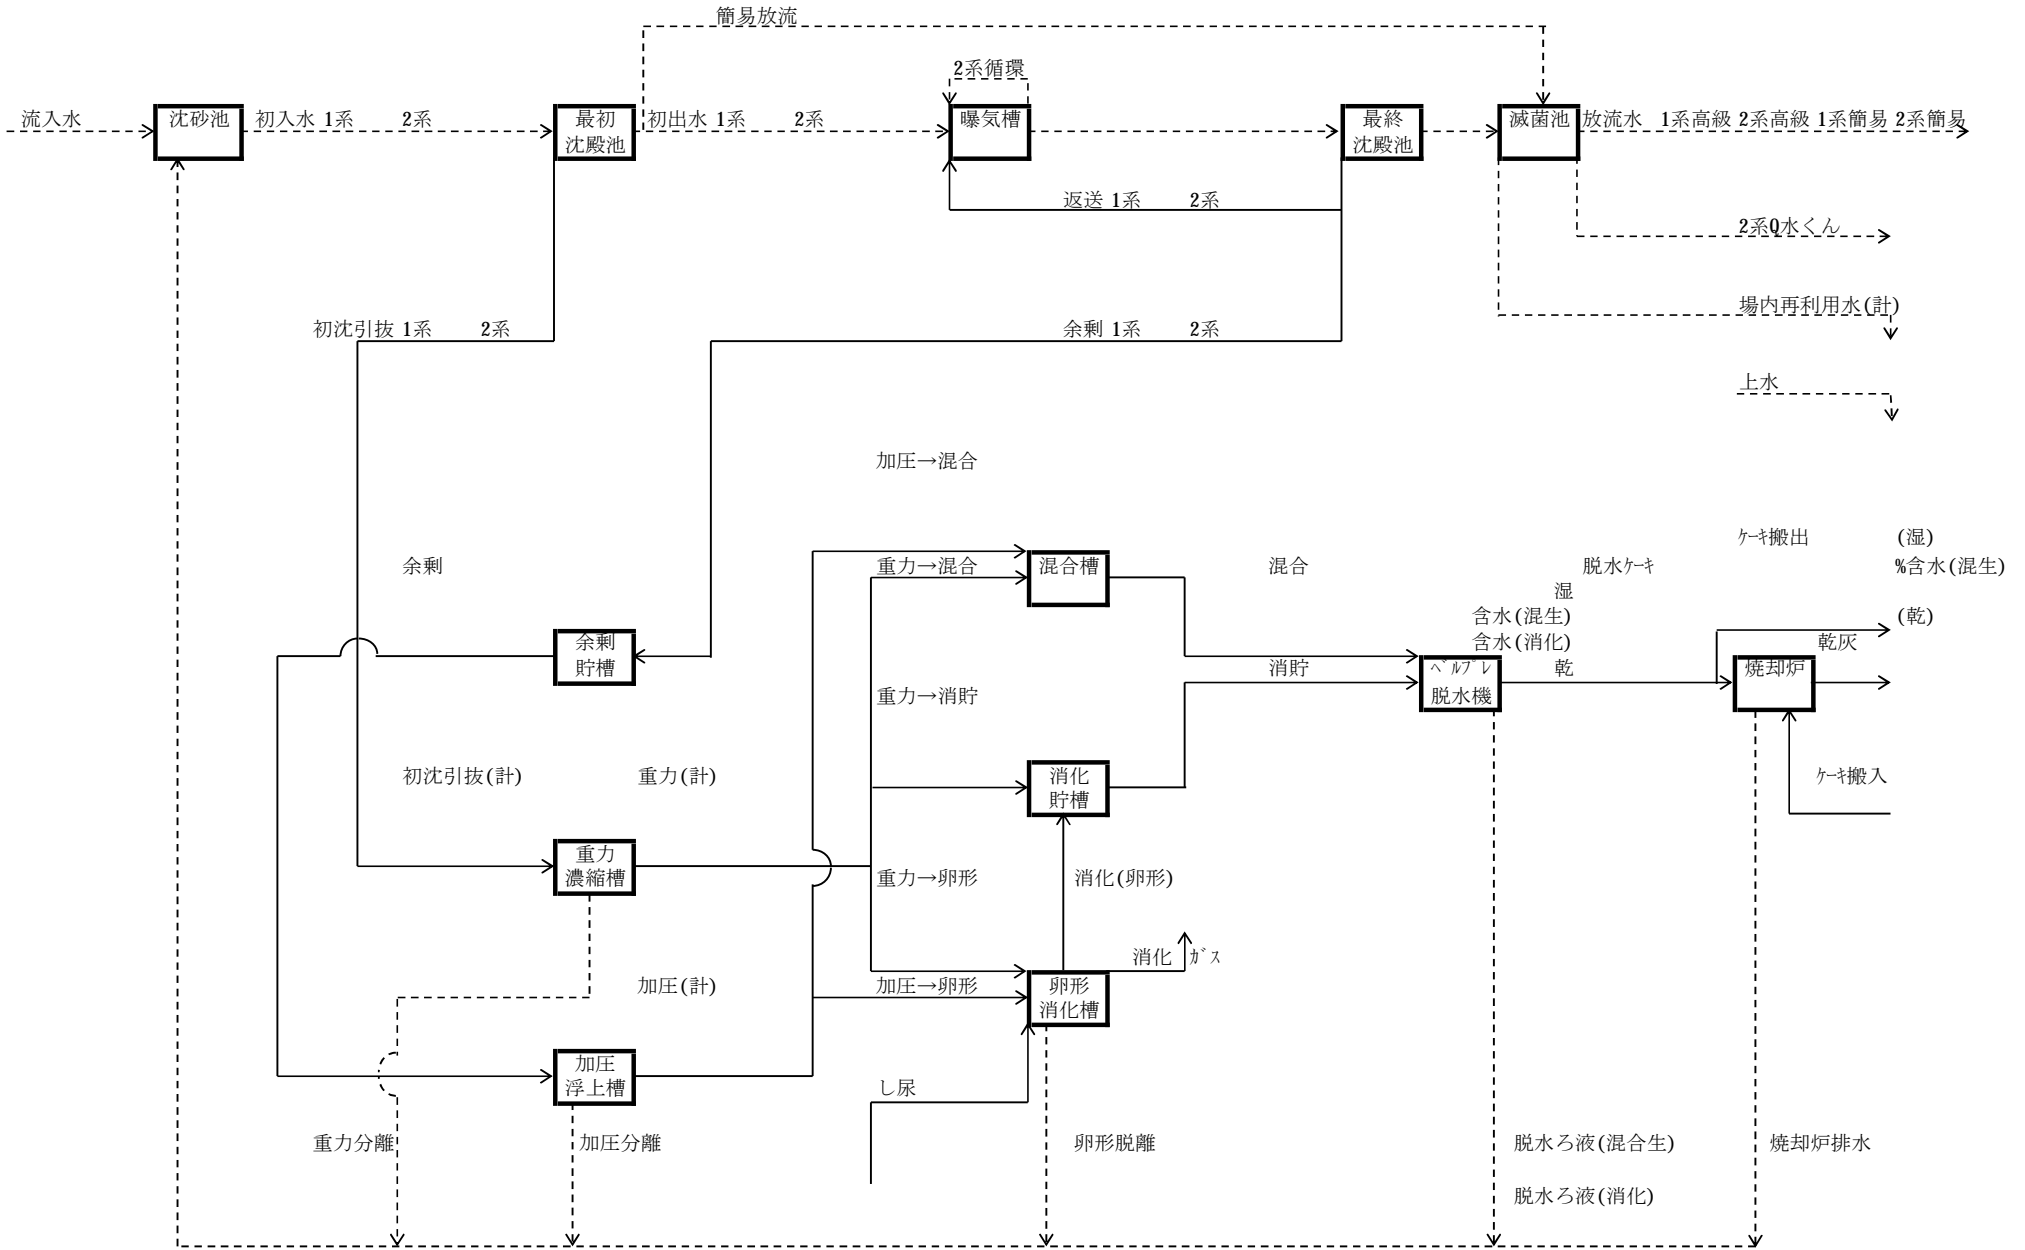 簡易放流
2系循環
流入水
沈砂池
初入水 1系 2系
最初
沈殿池
初出水 1系 2系
曝気槽
最終
沈殿池
滅菌池
放流水 1系高級 2系高級 1系簡易 2系簡易
返送 1系 2系
2系Q水くん
場内再利用水(計)
初沈引抜 1系 2系
余剰 1系 2系
上水
加圧→混合
ｹｰｷ搬出 (湿)
余剰
重力→混合
混合槽
混合
脱水ｹｰｷ
%含水(混生)
湿
含水(混生)
(乾)
含水(消化)
乾灰
余剰
貯槽
消貯
ﾍﾞﾙﾌﾟﾚ
脱水機
乾
焼却炉
重力→消貯
初沈引抜(計)
重力(計)
消化
貯槽
ｹｰｷ搬入
重力
濃縮槽
重力→卵形
消化(卵形)
消化 ｶﾞｽ
加圧(計)
加圧→卵形
卵形
消化槽
加圧
浮上槽
し尿
重力分離
加圧分離
卵形脱離
脱水ろ液(混合生)
焼却炉排水
脱水ろ液(消化)